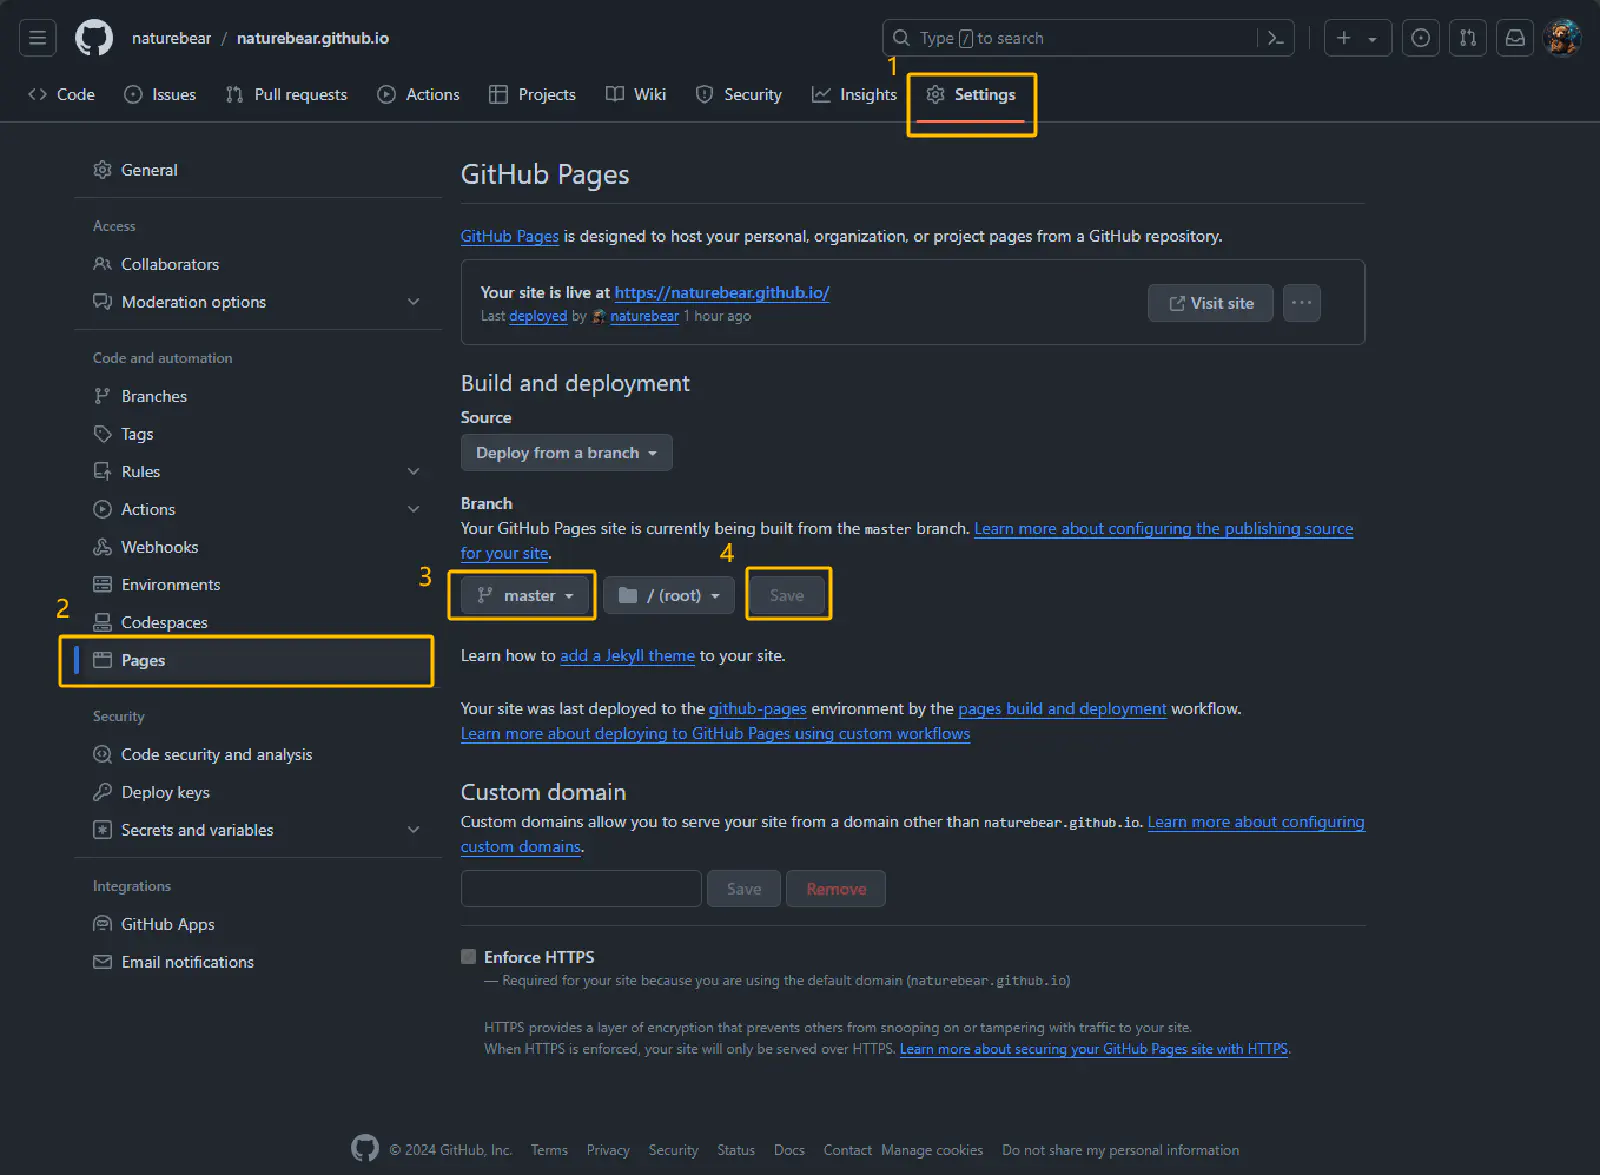 naturebear / naturebear.github.io
Type / to search
1
Code Issues Pull requests Actions Projects Wiki Security Insights Settings
General
Access
Collaborators
Moderation options
Code and automation
Branches
Tags
Rules
Actions
Webhooks
Environments
Codespaces
2
Pages
Security
Code security and analysis
Deploy keys
Secrets and variables
Integrations
GitHub Apps
Email notifications
GitHub Pages
GitHub Pages is designed to host your personal, organization, or project pages from a GitHub repository.
Your site is live at https://naturebear.github.io/
Last deployed by naturebear 1 hour ago
Visit site
Build and deployment
Source
Deploy from a branch
Branch
Your GitHub Pages site is currently being built from the master branch. Learn more about configuring the publishing source
for your site.
3 4
master / (root) Save
Learn how to add a Jekyll theme to your site.
Your site was last deployed to the github-pages environment by the pages build and deployment workflow.
Learn more about deploying to GitHub Pages using custom workflows
Custom domain
Custom domains allow you to serve your site from a domain other than naturebear.github.io. Learn more about configuring
custom domains.
Save Remove
Enforce HTTPS
— Required for your site because you are using the default domain (naturebear.github.io)
HTTPS provides a layer of encryption that prevents others from snooping on or tampering with traffic to your site.
When HTTPS is enforced, your site will only be served over HTTPS. Learn more about securing your GitHub Pages site with HTTPS.
© 2024 GitHub, Inc. Terms Privacy Security Status Docs Contact Manage cookies Do not share my personal information